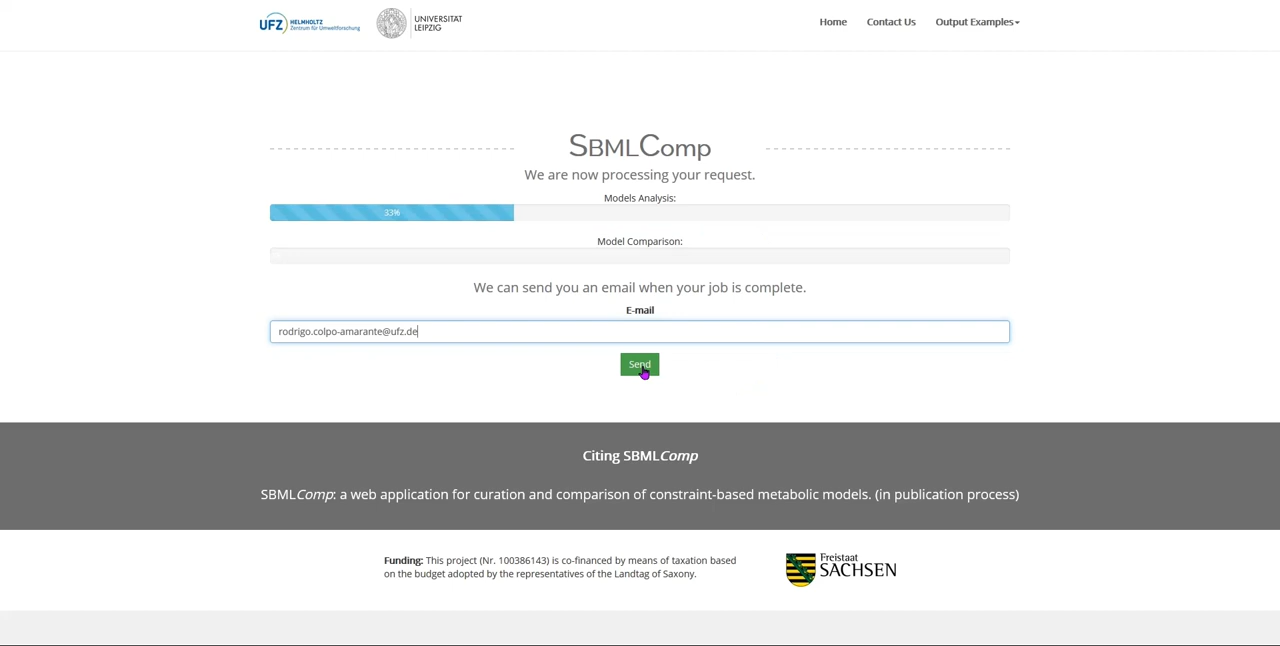 UFZ HELMHOLTZ
Zentrum für Umweltforschung
UNIVERSITÄT
LEIPZIG
Home
Contact Us
Output Examples
SBMLComp
We are now processing your request.
Models Analysis:
33%
Model Comparison:
We can send you an email when your job is complete.
E-mail
rodrigo.colpo-amarante@ufz.de
Send
Citing SBMLComp
SBMLComp: a web application for curation and comparison of constraint-based metabolic models. (in publication process)
Funding: This project (Nr. 100386143) is co-financed by means of taxation based
on the budget adopted by the representatives of the Landtag of Saxony.
Freistaat
SACHSEN